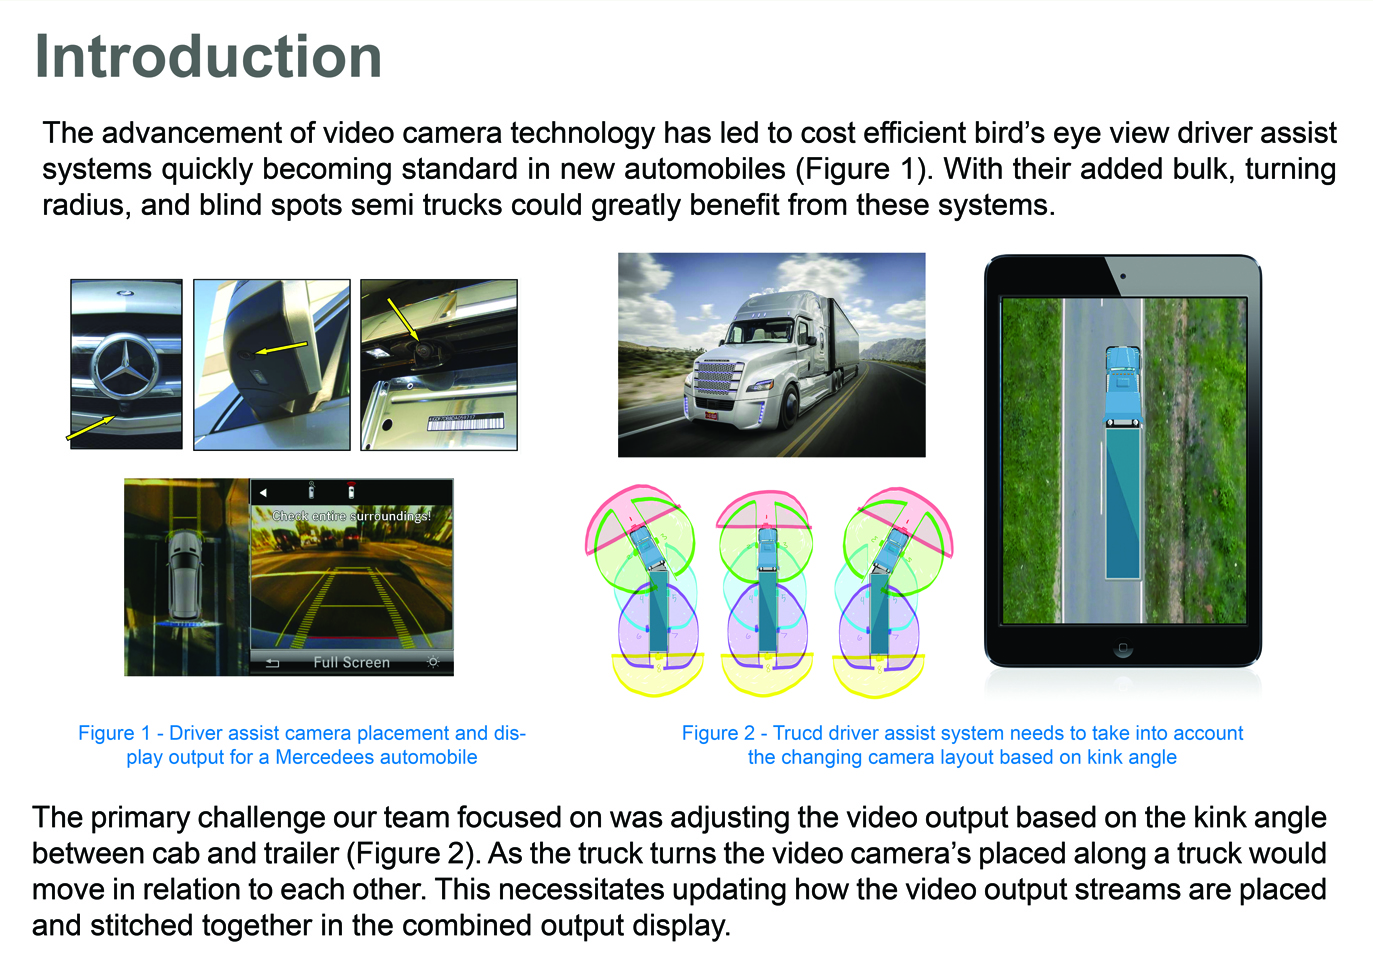 Introduction
The advancement of video camera technology has led to cost efficient bird's eye view driver assist
systems quickly becoming standard in new automobiles (Figure 1). With their added bulk, turning
radius, and blind spots semi trucks could greatly benefit from these systems.
Check entire surroundings!
Full Screen
Figure 1 - Driver assist camera placement and dis-
play output for a Mercedees automobile
Figure 2 - Trucd driver assist system needs to take into account
the changing camera layout based on kink angle
The primary challenge our team focused on was adjusting the video output based on the kink angle
between cab and trailer (Figure 2). As the truck turns the video camera's placed along a truck would
move in relation to each other. This necessitates updating how the video output streams are placed
and stitched together in the combined output display.